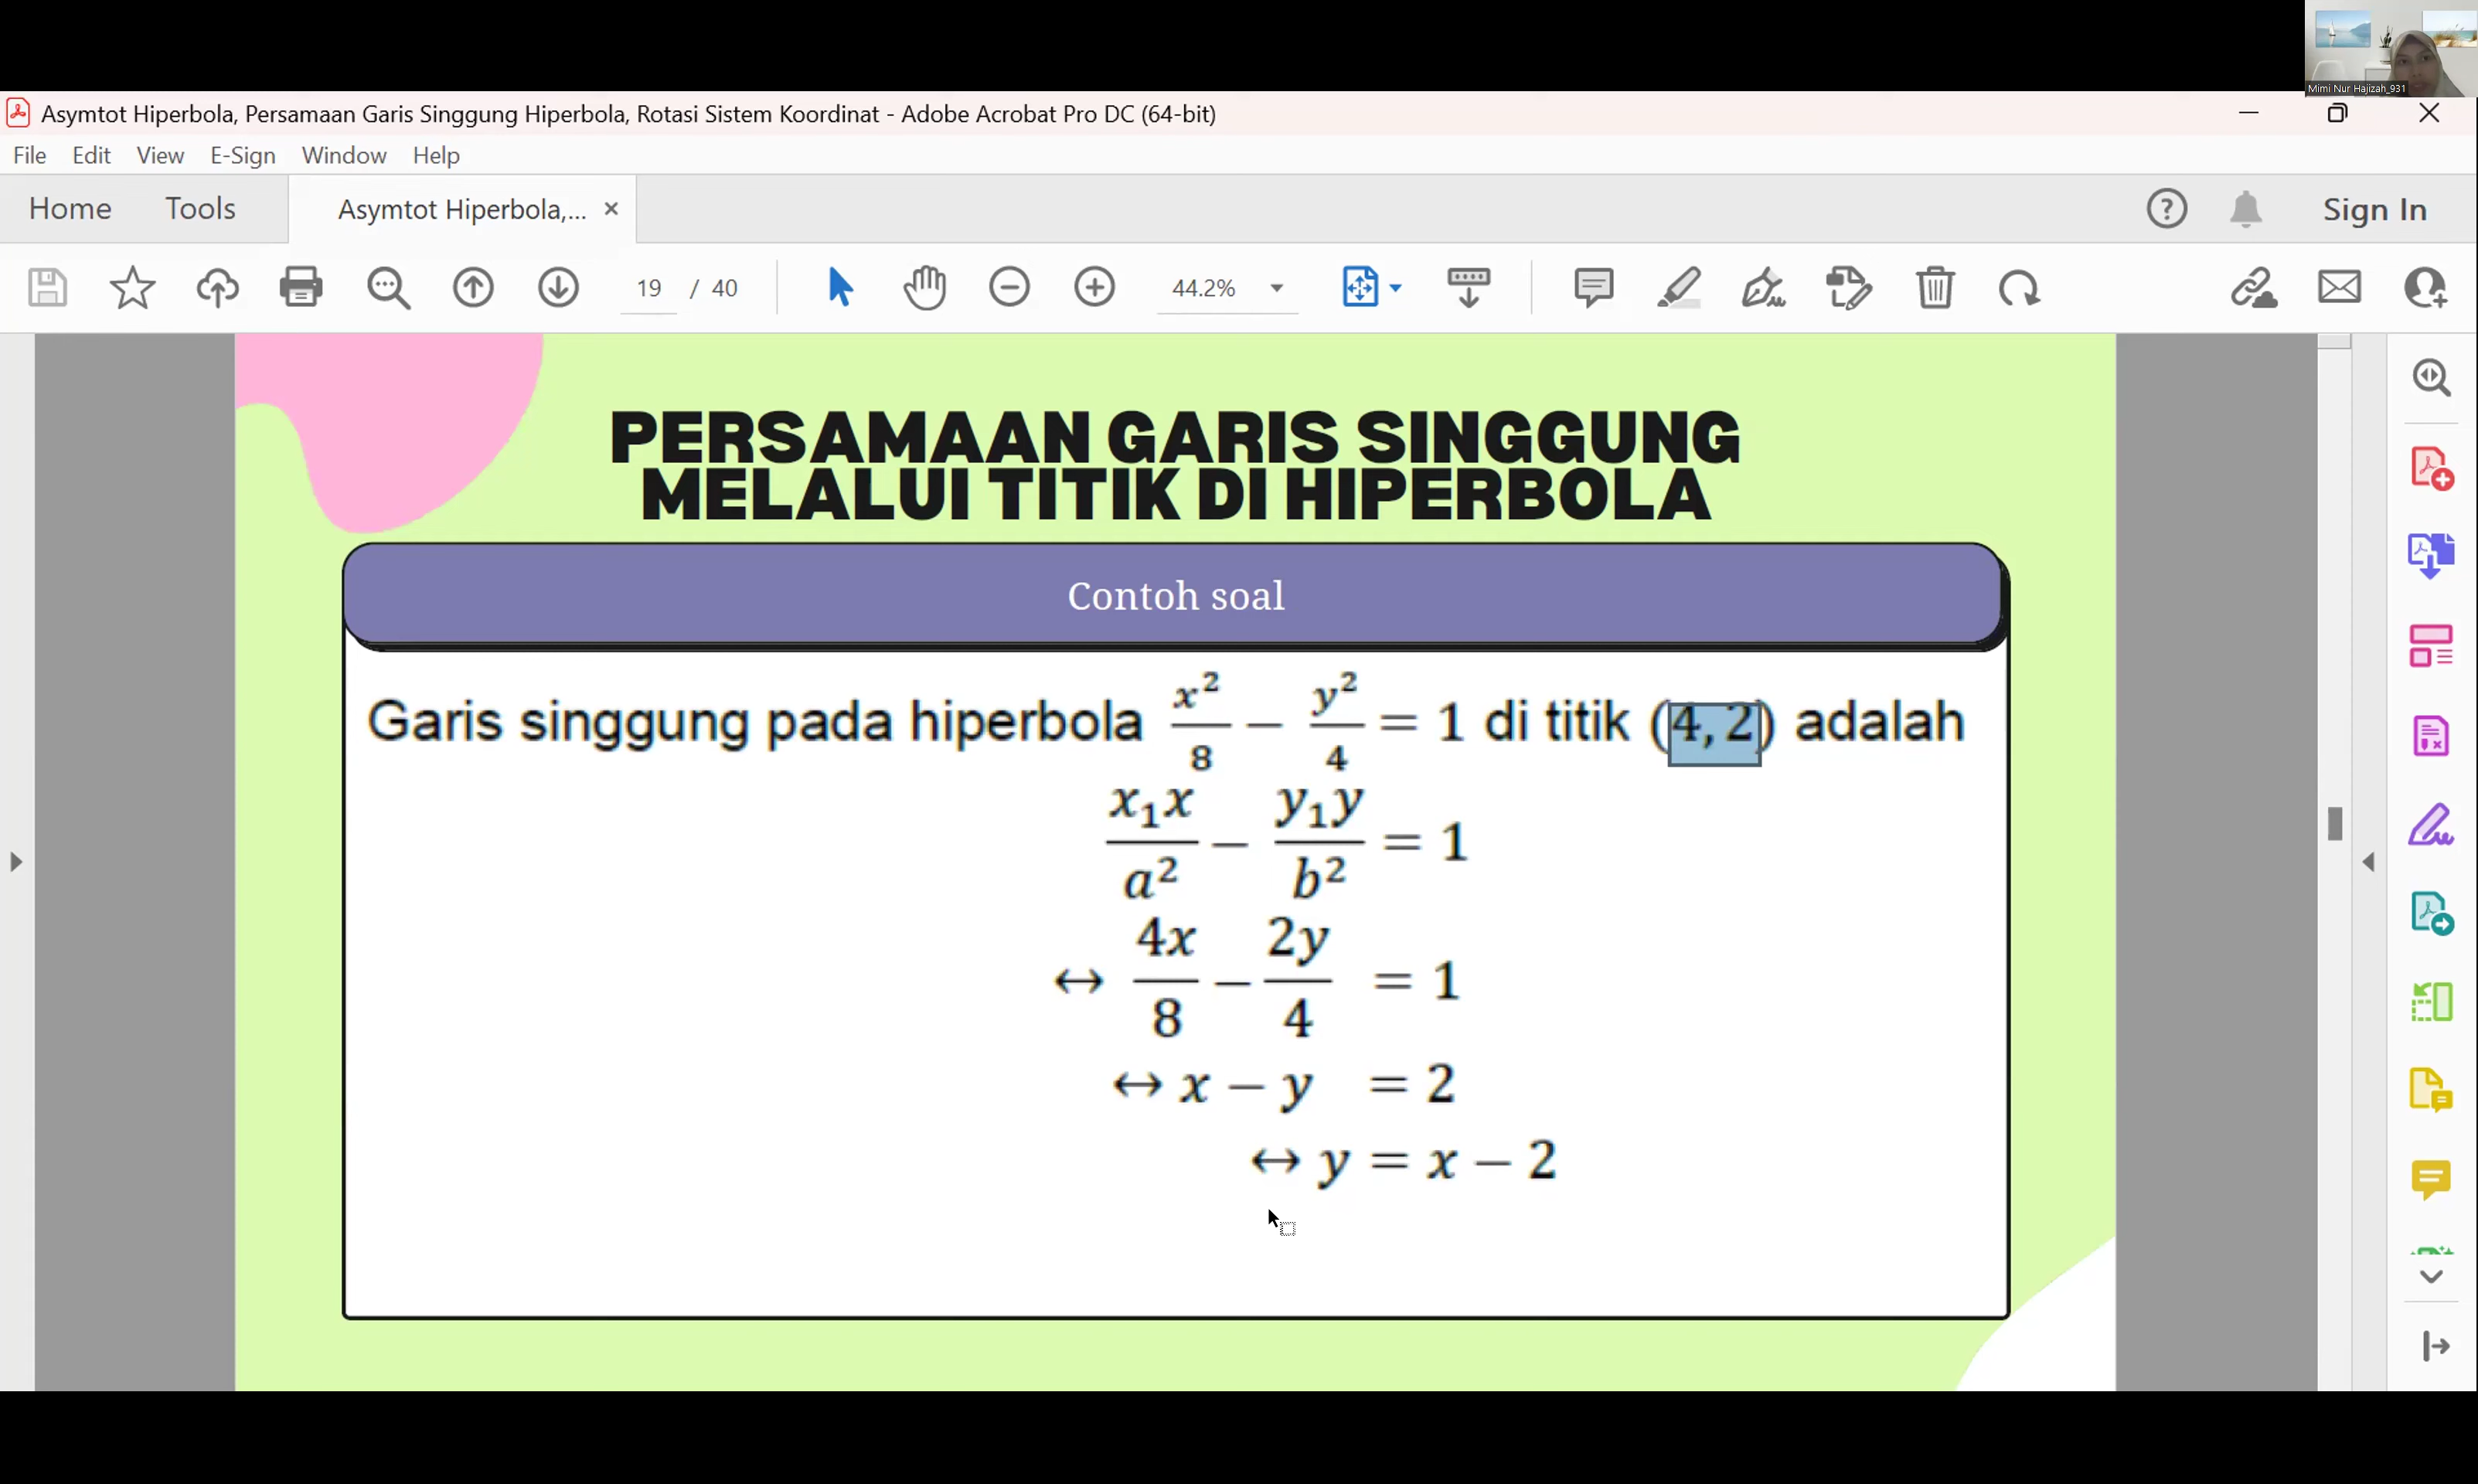 Mimi Nur Hajizah_931
Asymtot Hiperbola, Persamaan Garis Singgung Hiperbola, Rotasi Sistem Koordinat - Adobe Acrobat Pro DC (64-bit)
File Edit View E-Sign Window Help
Home Tools Asymtot Hiperbola,... × Sign In
19 / 40 44.2%
PERSAMAAN GARIS SINGGUNG
MELALUI TITIK DI HIPERBOLA
Contoh soal
Garis singgung pada hiperbola x²/8 − y²/4 = 1 di titik (4, 2) adalah
x₁x/a² − y₁y/b² = 1
↔ 4x/8 − 2y/4 = 1
↔ x − y = 2
↔ y = x − 2